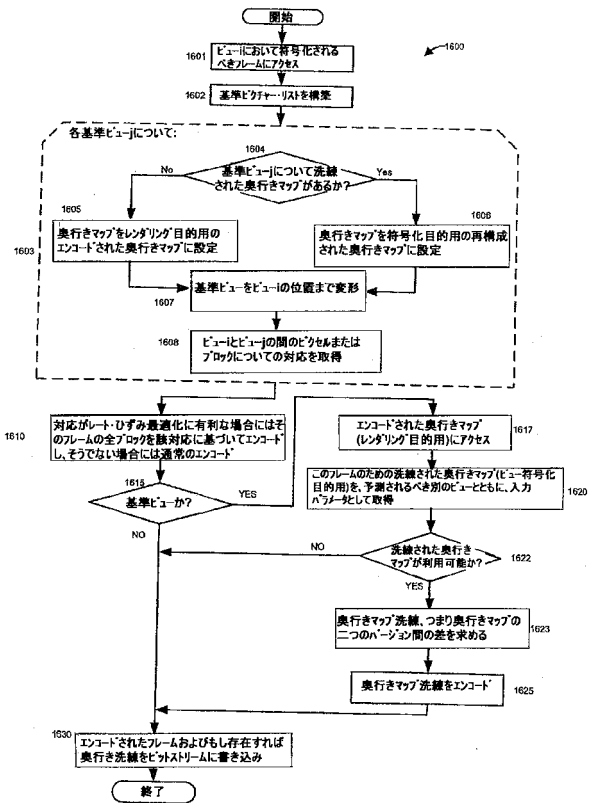 開始
1600
1601
ビューiにおいて符号化される
べきフレームにアクセス
1602
基準ピクチャー・リストを構築
各基準ビューjについて:
1604
基準ビューjについて洗練
された奥行きマップがあるか?
No
Yes
1605
奥行きマップをレンダリング目的用の
エンコードされた奥行きマップに設定
1606
奥行きマップを符号化目的用の再構成
された奥行きマップに設定
1603
1607
基準ビューをビューiの位置まで変形
1608
ビューiとビューjの間のピクセルまたは
ブロックについての対応を取得
1610
対応がレート・ひずみ最適化に有利な場合にはそ
のフレームの全ブロックを該対応に基づいてエンコード
し、そうでない場合には通常のエンコード
エンコードされた奥行きマップ
(レンダリング目的用)にアクセス
1617
1615
基準ビューか?
YES
NO
このフレームのための洗練された奥行きマップ(ビュー符号化
目的用)を、予測されるべき別のビューとともに、入力
パラメータとして取得
1620
洗練された奥行き
マップが利用可能か?
1622
NO
YES
奥行きマップ洗練、つまり奥行きマップの
二つのバージョン間の差を求める
1623
奥行きマップ洗練をエンコード
1625
1630
エンコードされたフレームおよびもし存在すれば
奥行き洗練をビットストリームに書き込み
終了